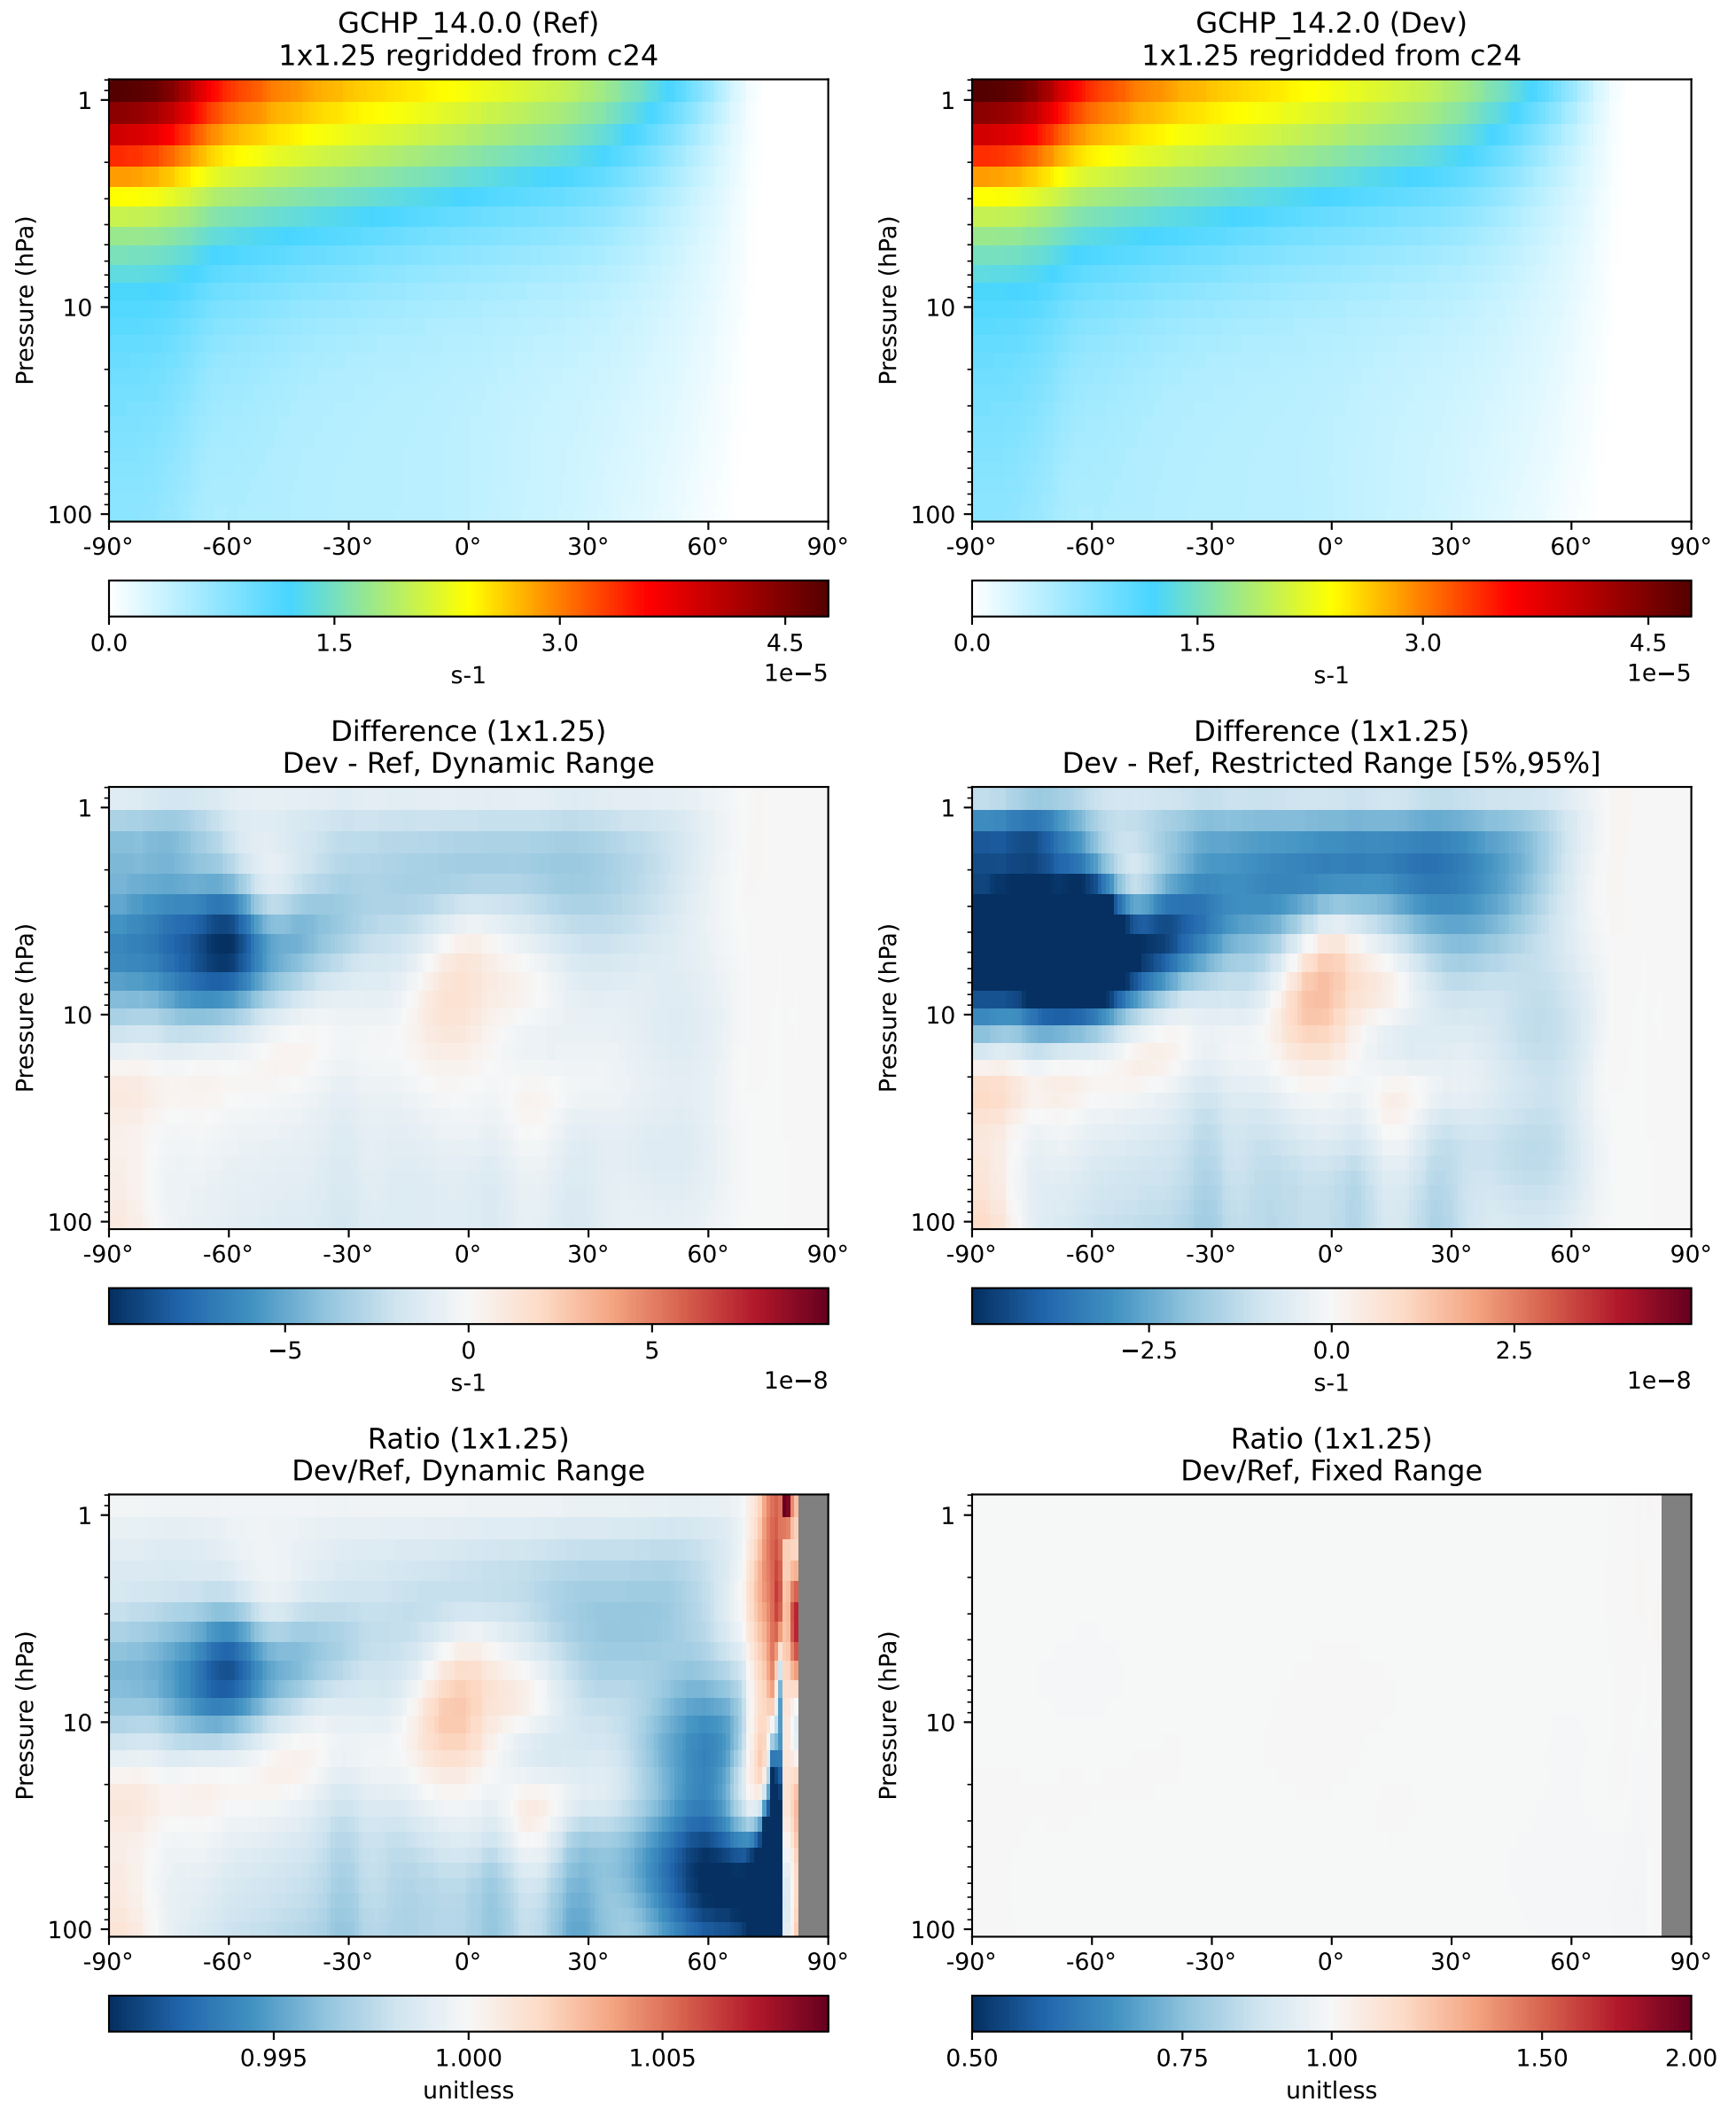 GCHP_14.0.0 (Ref)
1x1.25 regridded from c24
Pressure (hPa)
1
10
100
-90° -60° -30° 0° 30° 60° 90°
0.0 1.5 3.0 4.5
1e−5
s-1
GCHP_14.2.0 (Dev)
1x1.25 regridded from c24
Pressure (hPa)
1
10
100
-90° -60° -30° 0° 30° 60° 90°
0.0 1.5 3.0 4.5
1e−5
s-1
Difference (1x1.25)
Dev - Ref, Dynamic Range
Pressure (hPa)
1
10
100
-90° -60° -30° 0° 30° 60° 90°
−5 0 5
1e−8
s-1
Difference (1x1.25)
Dev - Ref, Restricted Range [5%,95%]
Pressure (hPa)
1
10
100
-90° -60° -30° 0° 30° 60° 90°
−2.5 0.0 2.5
1e−8
s-1
Ratio (1x1.25)
Dev/Ref, Dynamic Range
Pressure (hPa)
1
10
100
-90° -60° -30° 0° 30° 60° 90°
0.995 1.000 1.005
unitless
Ratio (1x1.25)
Dev/Ref, Fixed Range
Pressure (hPa)
1
10
100
-90° -60° -30° 0° 30° 60° 90°
0.50 0.75 1.00 1.50 2.00
unitless